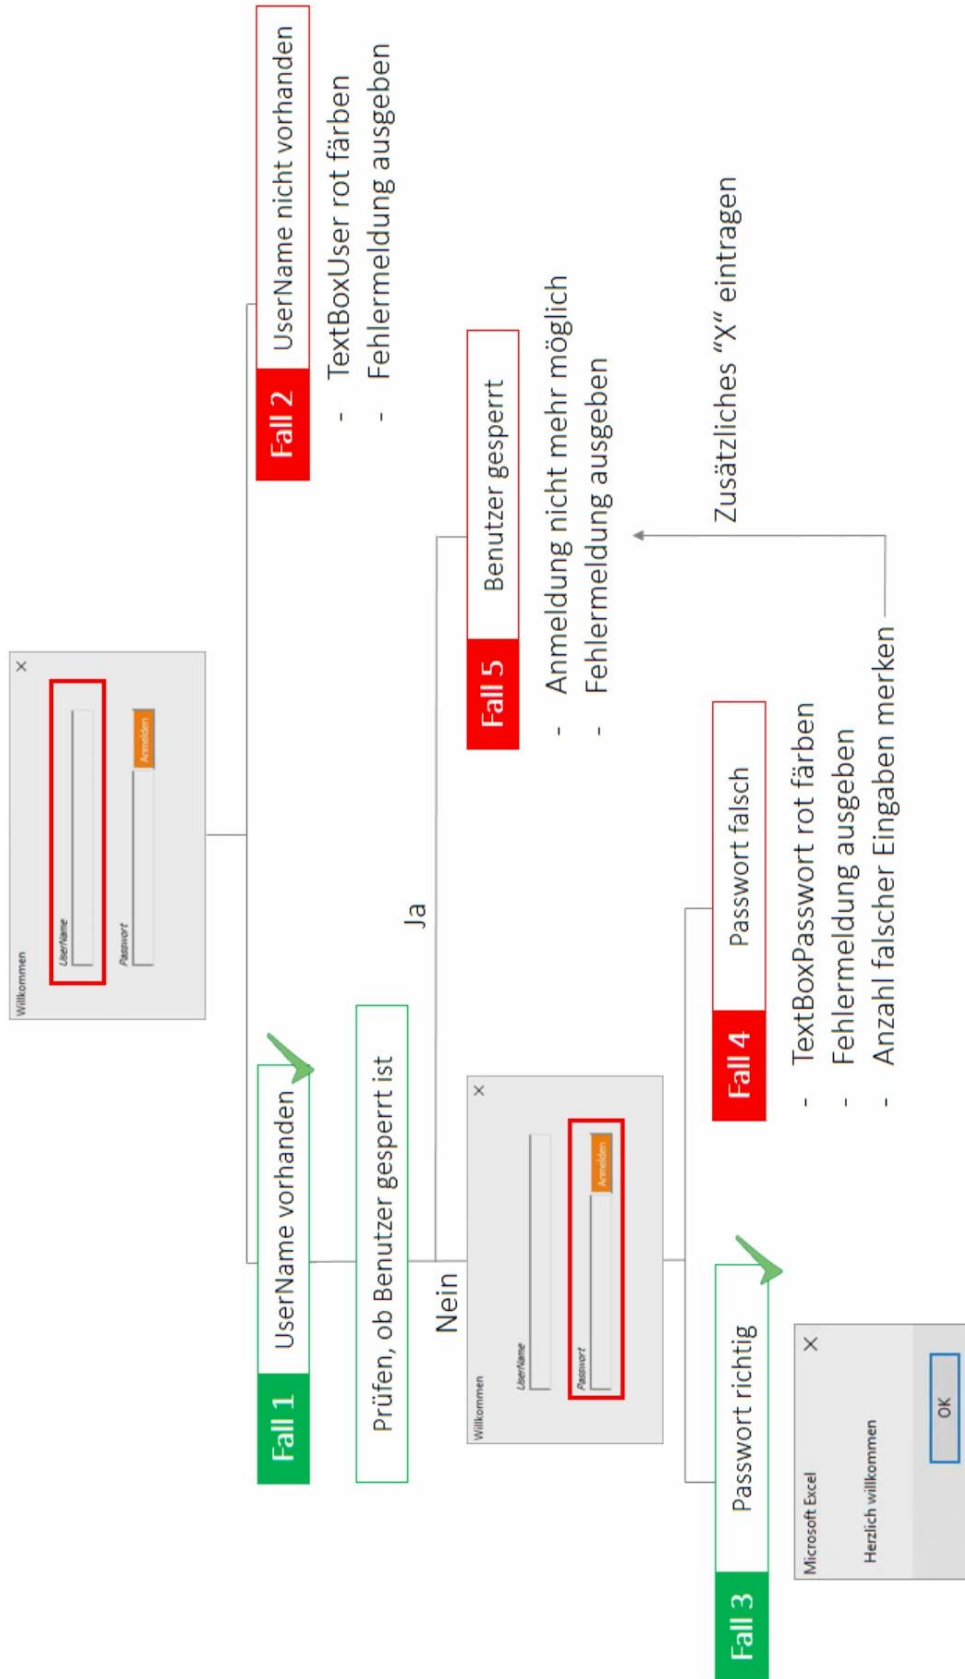 Willkommen
UserName
Passwort
Anmelden
Fall 1
UserName vorhanden
Fall 2
UserName nicht vorhanden
- TextBoxUser rot färben
- Fehlermeldung ausgeben
Prüfen, ob Benutzer gesperrt ist
Nein
Ja
Willkommen
UserName
Passwort
Anmelden
Fall 5
Benutzer gesperrt
- Anmeldung nicht mehr möglich
- Fehlermeldung ausgeben
Fall 3
Passwort richtig
Microsoft Excel
Herzlich willkommen
OK
Fall 4
Passwort falsch
- TextBoxPasswort rot färben
- Fehlermeldung ausgeben
- Anzahl falscher Eingaben merken
Zusätzliches “X” eintragen